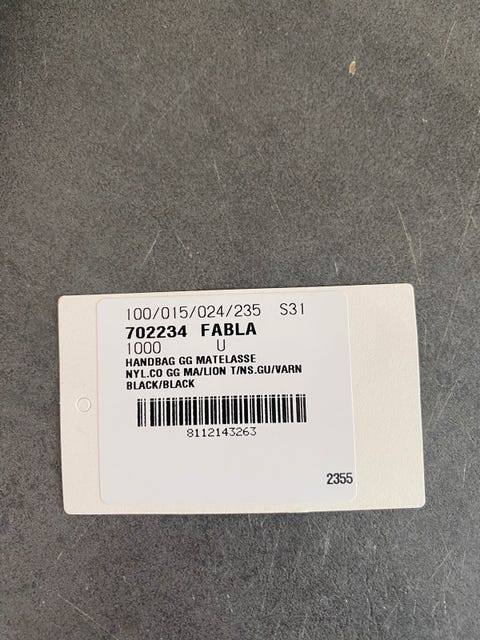 100/015/024/235 S31
702234 FABLA
1000 U
HANDBAG GG MATELASSE
NYL.CO GG MA/LION T/NS.GU/VARN
BLACK/BLACK
8112143263
2355